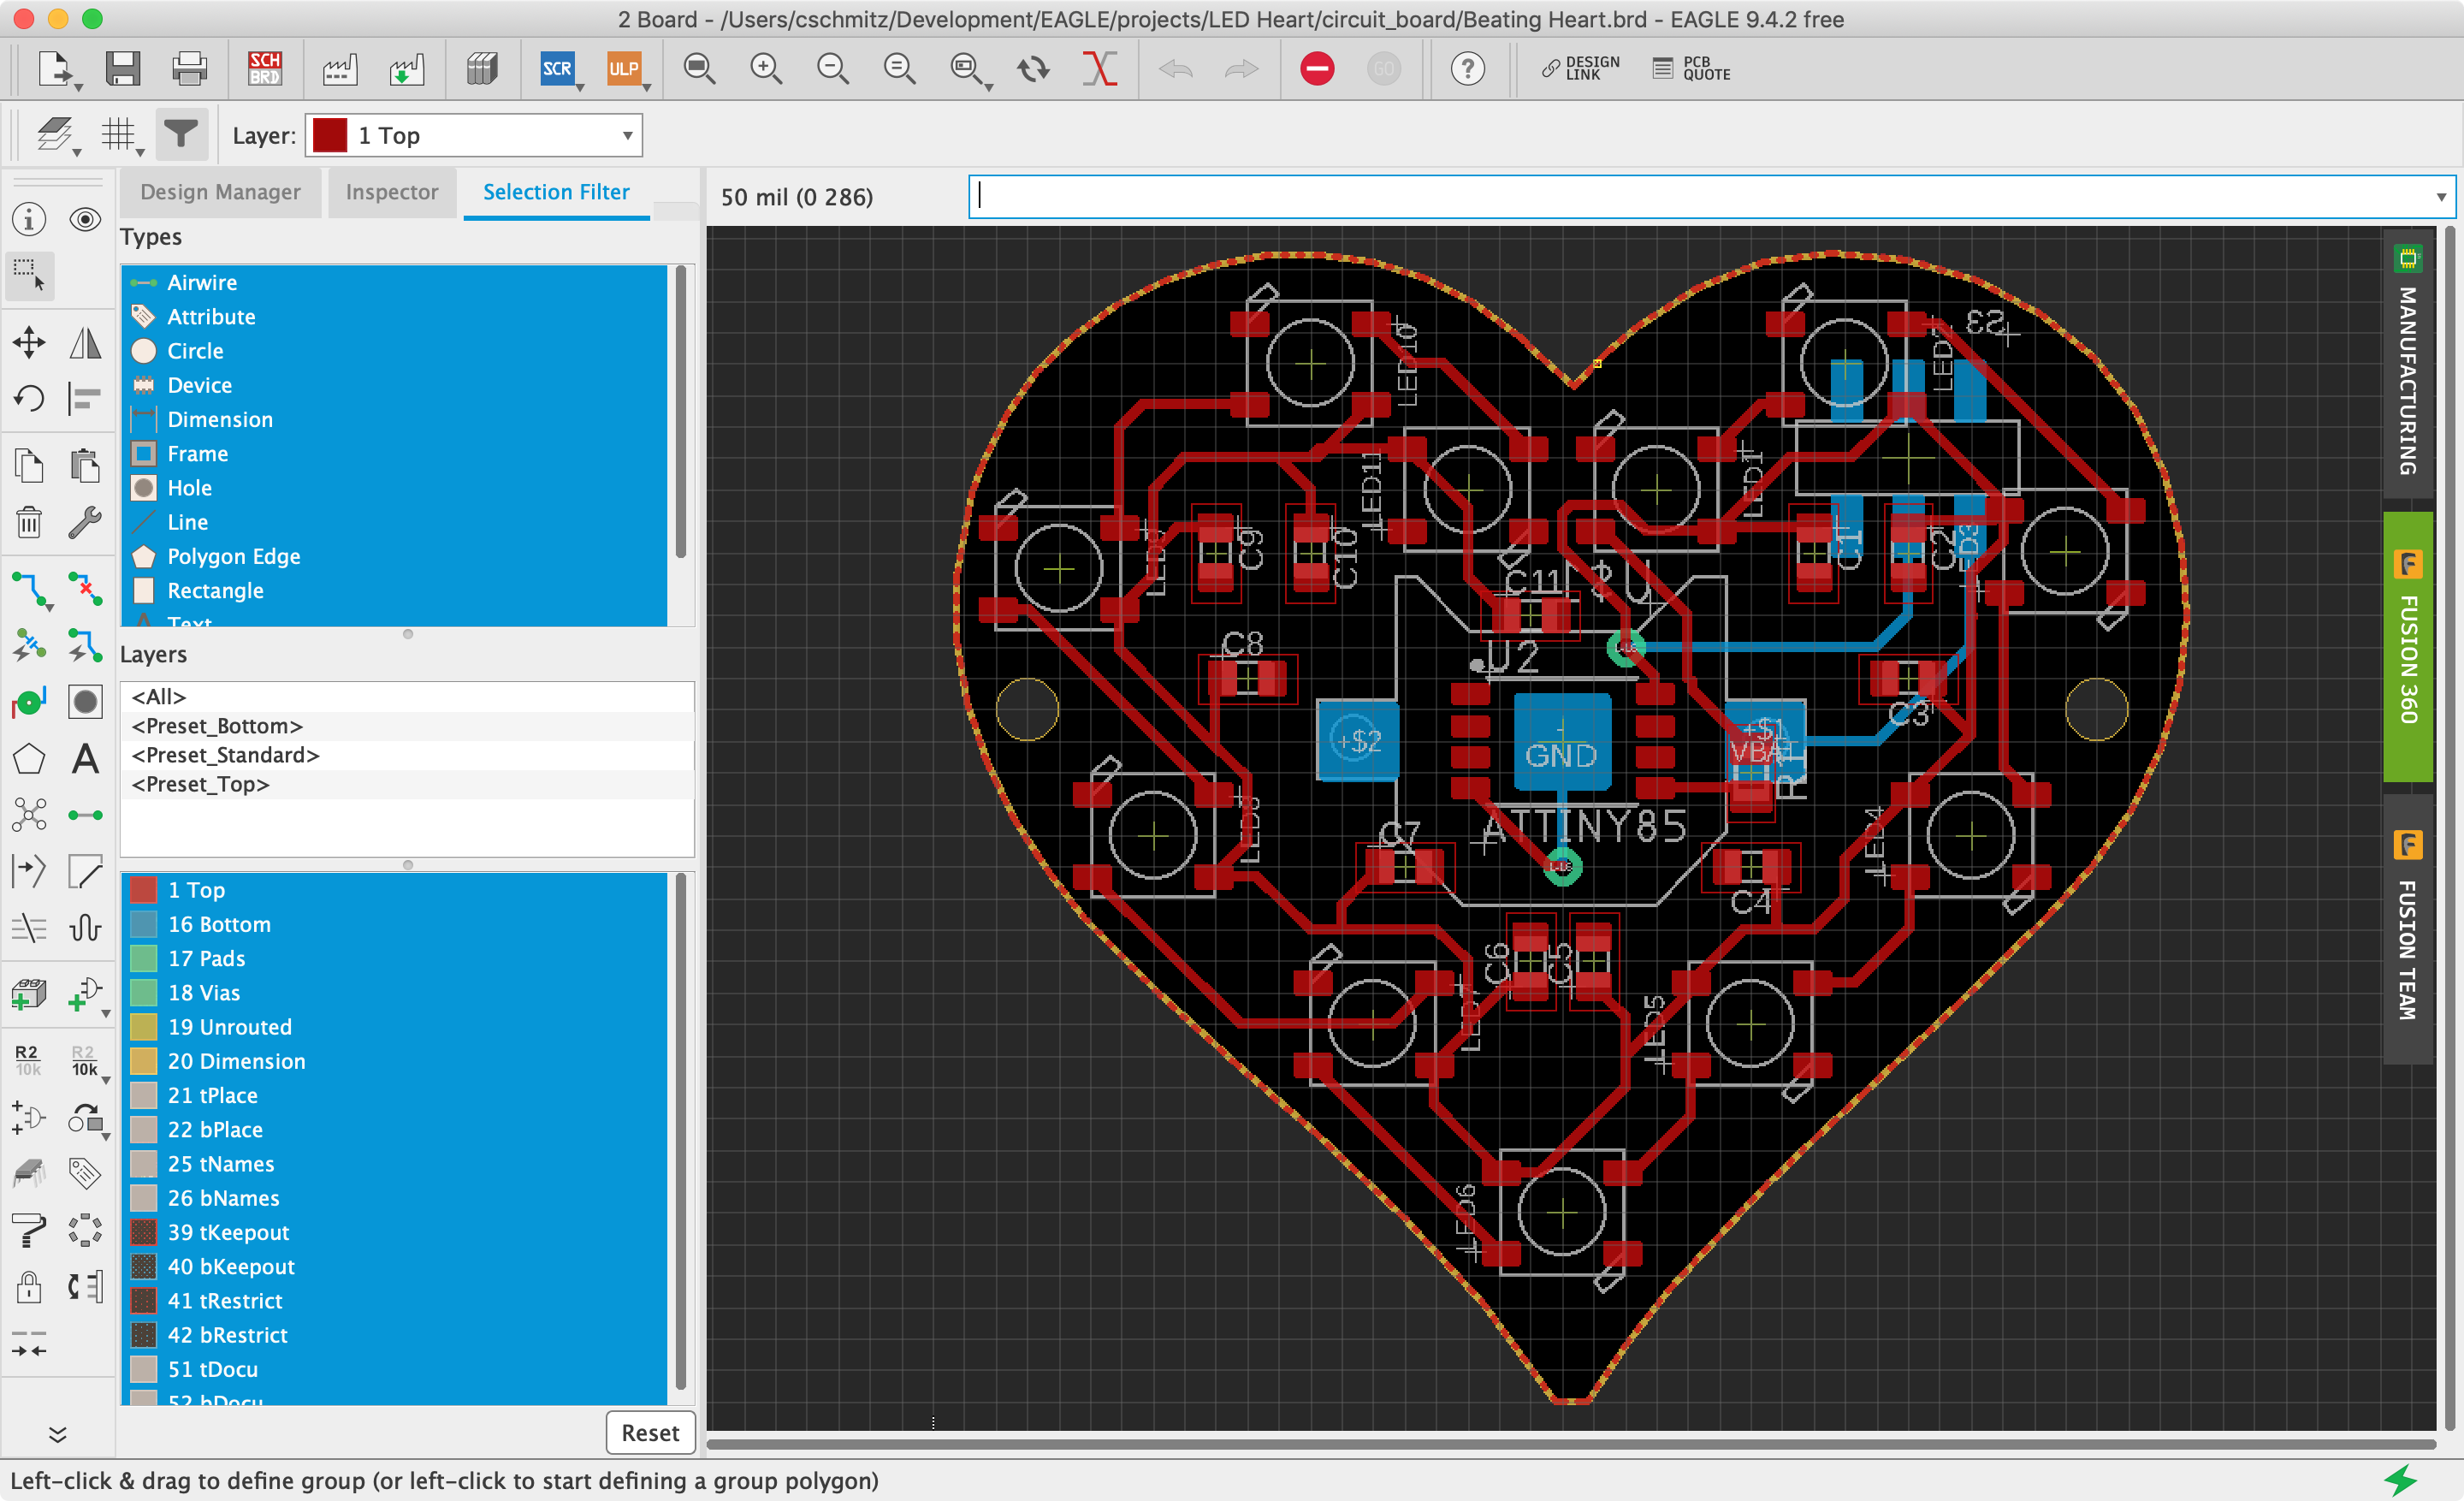 2 Board - /Users/cschmitz/Development/EAGLE/projects/LED Heart/circuit_board/Beating Heart.brd - EAGLE 9.4.2 free
SCH BRD
SCR
ULP
GO
?
DESIGN LINK
PCB QUOTE
Layer: 1 Top
Design Manager
Inspector
Selection Filter
50 mil (0 286)
Types
Airwire
Attribute
Circle
Device
Dimension
Frame
Hole
Line
Polygon Edge
Rectangle
Text
Layers
<All>
<Preset_Bottom>
<Preset_Standard>
<Preset_Top>
1 Top
16 Bottom
17 Pads
18 Vias
19 Unrouted
20 Dimension
21 tPlace
22 bPlace
25 tNames
26 bNames
39 tKeepout
40 bKeepout
41 tRestrict
42 bRestrict
51 tDocu
52 bDocu
Reset
R2 10k
R2 10k
LED10
S3
LED11
LED1
LED9
C9
C10
C1
C2
C11
C8
U2
C3
+$2
-
GND
+$1
R1
LED8
C7
ATTINY85
LED4
C4
C6
C5
LED7
LED5
LED6
MANUFACTURING
FUSION 360
FUSION TEAM
Left-click & drag to define group (or left-click to start defining a group polygon)